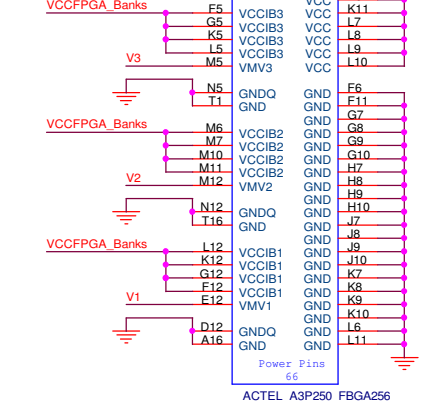 VCC
VCCFPGA_Banks F5 VCCIB3 K11
G5 VCCIB3 VCC L7
K5 VCCIB3 VCC L8
L5 VCCIB3 VCC L9
V3 M5 VMV3 VCC L10
N5 GNDQ GND F6
T1 GND GND F11
GND G7
VCCFPGA_Banks M6 VCCIB2 GND G8
M7 VCCIB2 GND G9
M10 VCCIB2 GND G10
M11 VCCIB2 GND H7
V2 M12 VMV2 GND H8
GND H9
N12 GNDQ GND H10
T16 GND GND J7
GND J8
VCCFPGA_Banks L12 VCCIB1 GND J9
K12 VCCIB1 GND J10
G12 VCCIB1 GND K7
F12 VCCIB1 GND K8
V1 E12 VMV1 GND K9
GND K10
D12 GNDQ GND L6
A16 GND GND L11
Power Pins
66
ACTEL A3P250 FBGA256